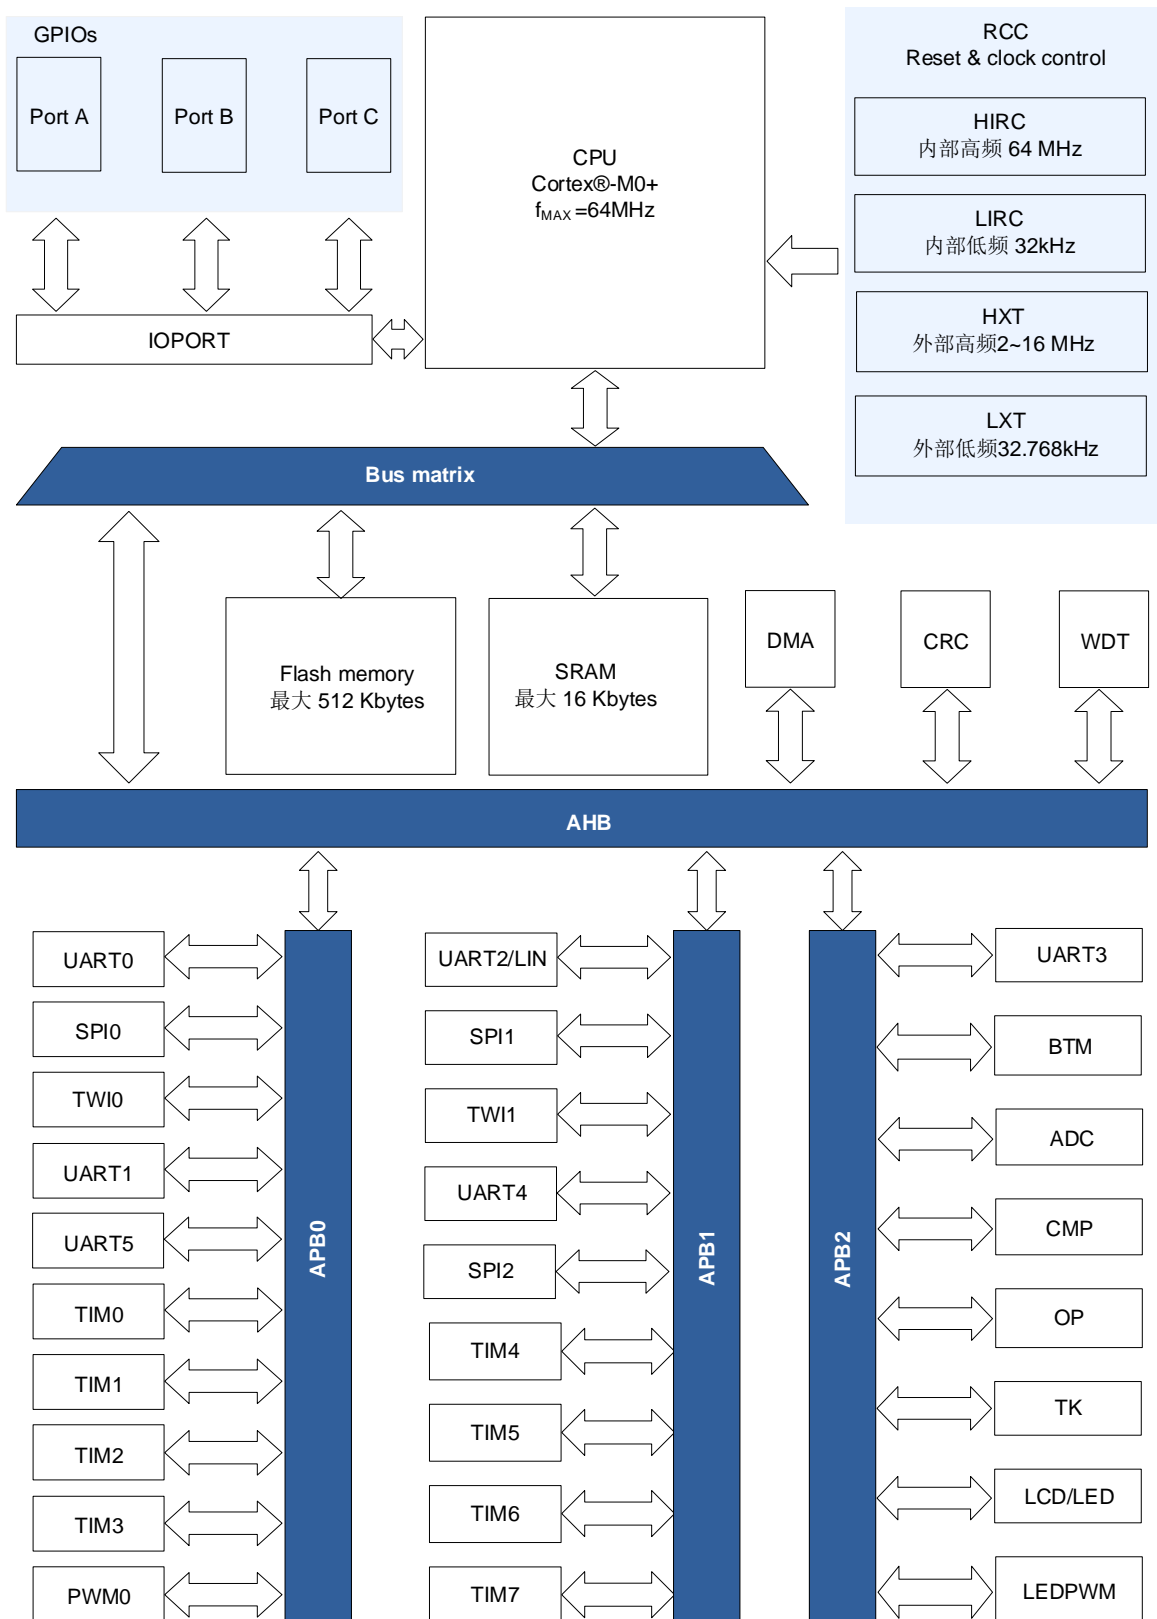 GPIOs
Port A
Port B
Port C
CPU
Cortex®-M0+
fMAX =64MHz
RCC
Reset & clock control
HIRC
内部高频 64 MHz
LIRC
内部低频 32kHz
HXT
外部高频2~16 MHz
LXT
外部低频32.768kHz
IOPORT
Bus matrix
Flash memory
最大 512 Kbytes
SRAM
最大 16 Kbytes
DMA
CRC
WDT
AHB
UART0
SPI0
TWI0
UART1
UART5
TIM0
TIM1
TIM2
TIM3
PWM0
APB0
UART2/LIN
SPI1
TWI1
UART4
SPI2
TIM4
TIM5
TIM6
TIM7
APB1
APB2
UART3
BTM
ADC
CMP
OP
TK
LCD/LED
LEDPWM